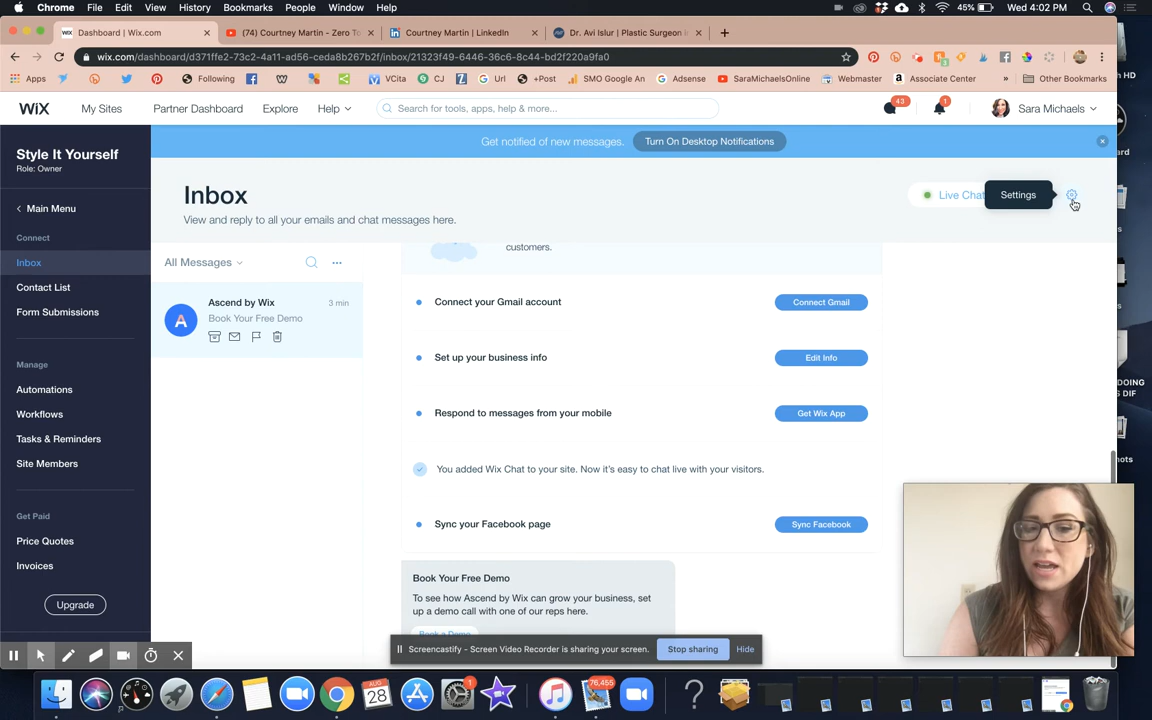 Chrome File Edit View History Bookmarks People Window Help 45% Wed 4:02 PM
Dashboard | Wix.com (74) Courtney Martin - Zero To Courtney Martin | LinkedIn Dr. Avi Islur | Plastic Surgeon i
wix.com/dashboard/d371ffe2-73c2-4a11-ad56-ceda8b267b2f/inbox/21323f49-6446-36c6-8c44-bd2f220a9fa0
Apps Following W VCita CJ Url +Post SMO Google An Adsense SaraMichaelsOnline Webmaster Associate Center » Other Bookmarks
WiX My Sites Partner Dashboard Explore Help Search for tools, apps, help & more... 43 1 Sara Michaels
Get notified of new messages. Turn On Desktop Notifications
Style It Yourself
Role: Owner
Main Menu
Connect
Inbox
Contact List
Form Submissions
Manage
Automations
Workflows
Tasks & Reminders
Site Members
Get Paid
Price Quotes
Invoices
Upgrade
Inbox
View and reply to all your emails and chat messages here.
Live Chat Settings
All Messages
A Ascend by Wix 3 min
Book Your Free Demo
customers.
Connect your Gmail account Connect Gmail
Set up your business info Edit Info
Respond to messages from your mobile Get Wix App
You added Wix Chat to your site. Now it's easy to chat live with your visitors.
Sync your Facebook page Sync Facebook
Book Your Free Demo
To see how Ascend by Wix can grow your business, set
up a demo call with one of our reps here.
Book a Demo
Screencastify - Screen Video Recorder is sharing your screen. Stop sharing Hide
AUG
28
1
76,455
HD
ard
DOING
S DIF
nots